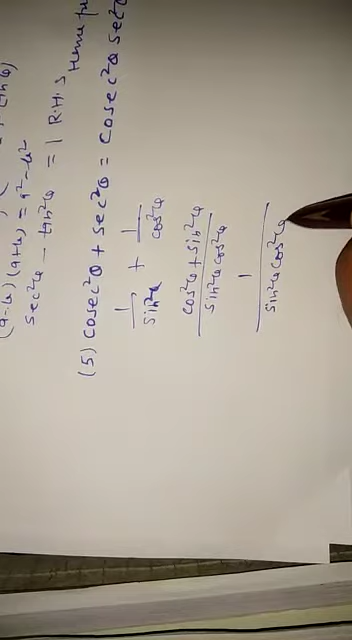 (a-b)(a+b) = a²-b²
sec²θ - tan²θ = 1 R.H.S
(5) cosec²θ + sec²θ = cosec²θ sec²
1/sin²θ + 1/cos²θ
cos²θ+sin²θ/sin²θ cos²θ
1/sin²θ cos²θ